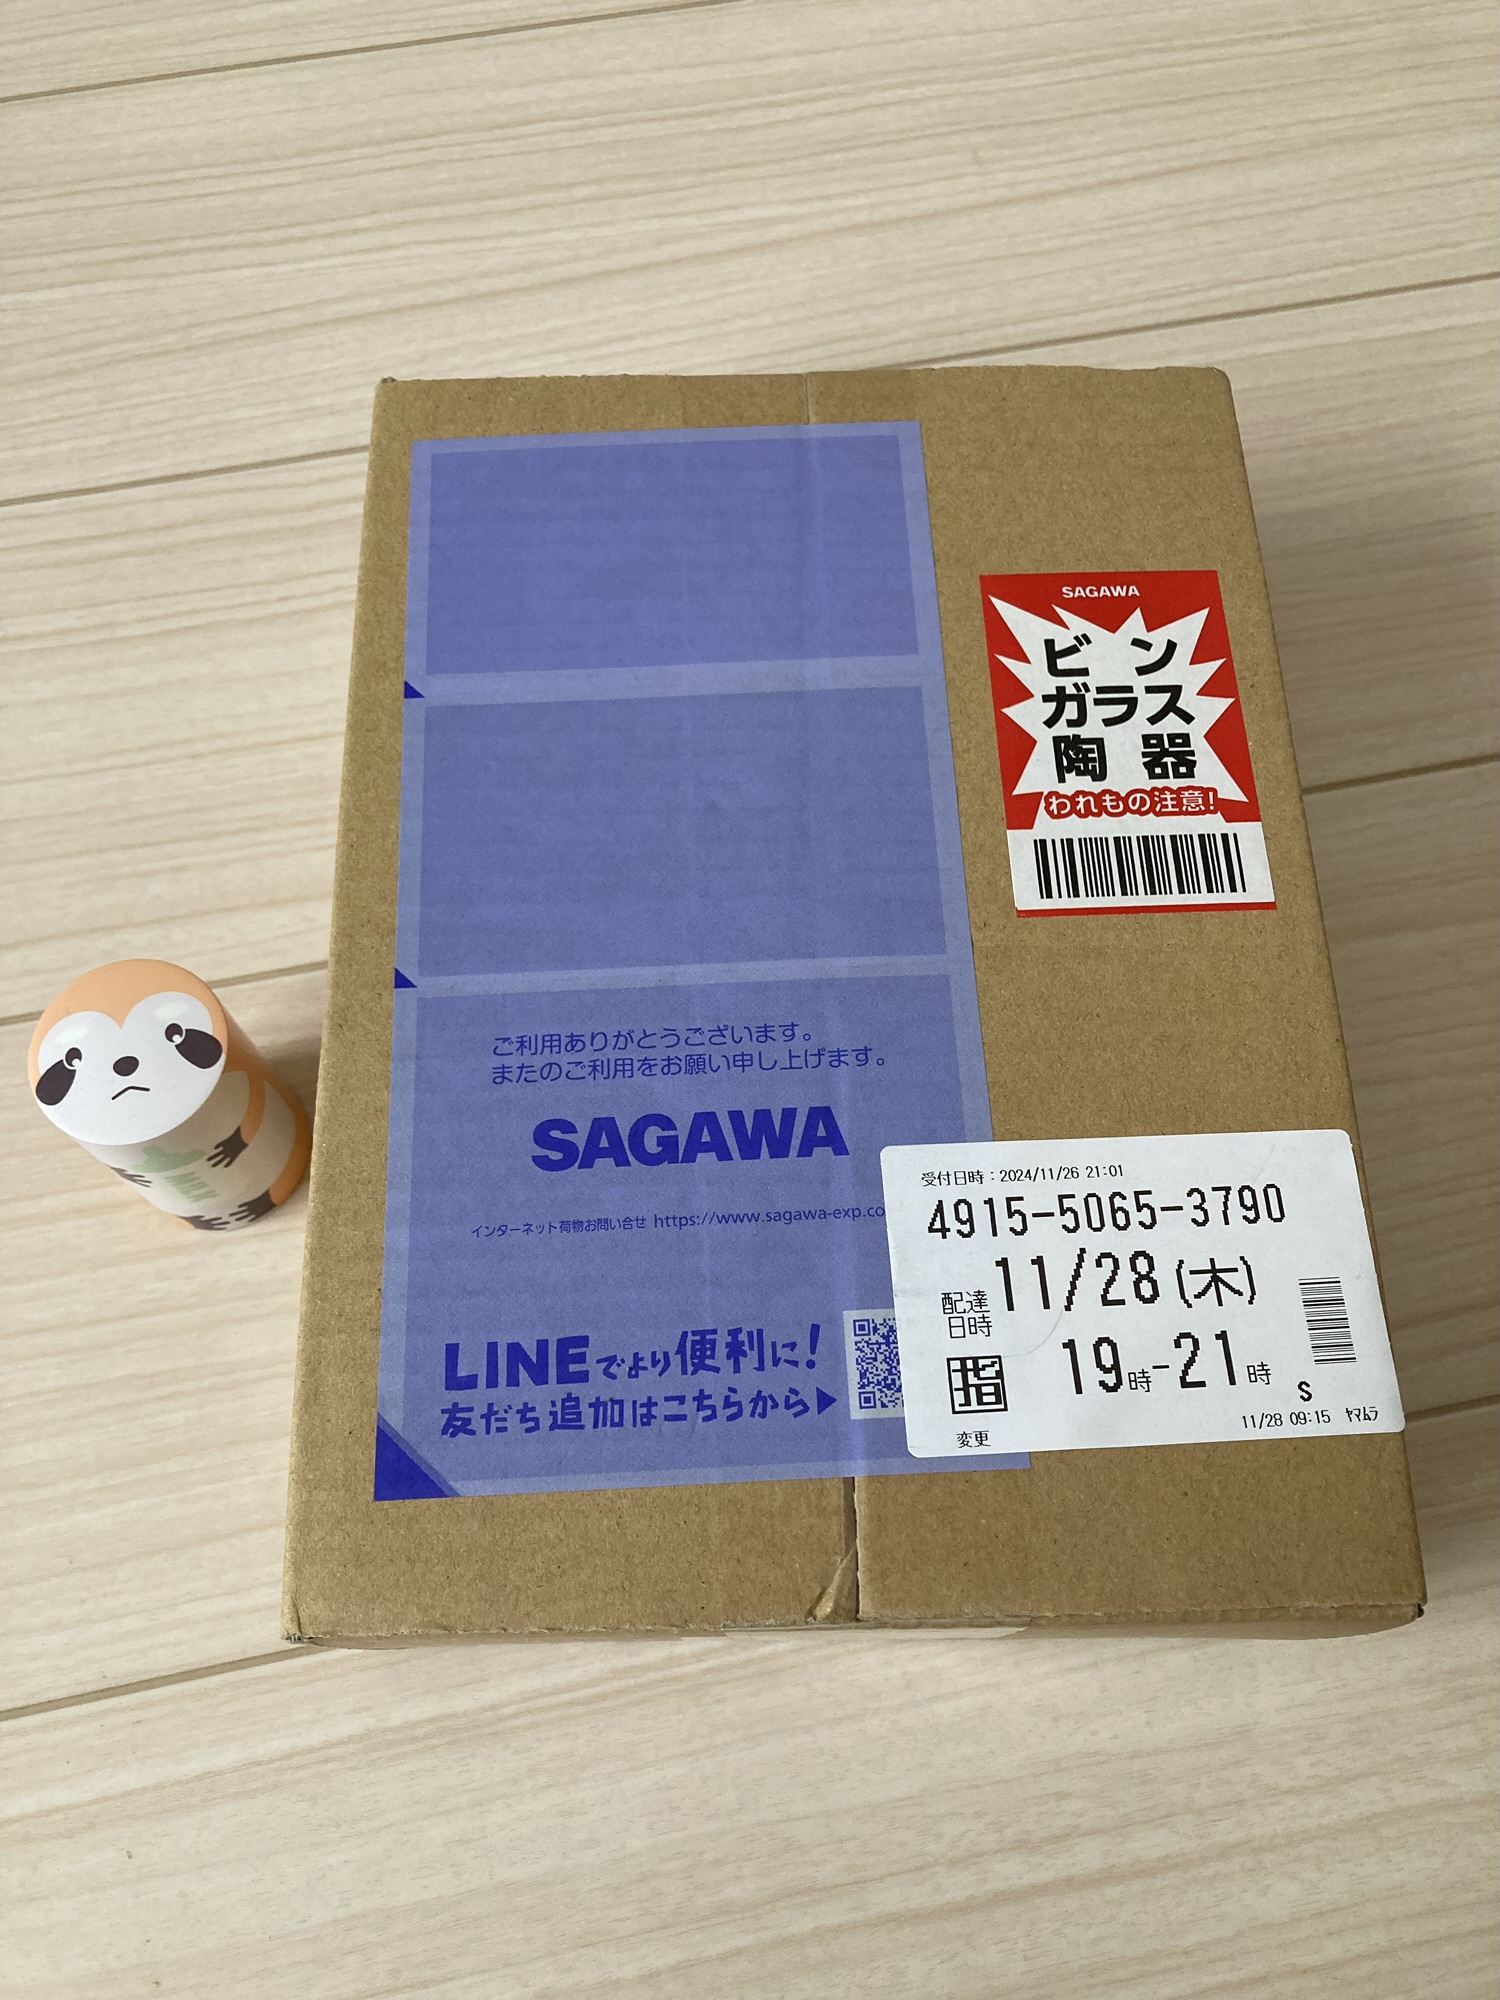 SAGAWA
ビン
ガラス
陶器
われもの注意!
ご利用ありがとうございます。
またのご利用をお願い申し上げます。
SAGAWA
インターネット荷物お問い合せ https://www.sagawa-exp.co
LINEでより便利に!
友だち追加はこちらから▶
受付日時:2024/11/26 21:01
4915-5065-3790
配達日時 11/28(木)
指 19時-21時
変更
S
11/28 09:15 ヤマムラ